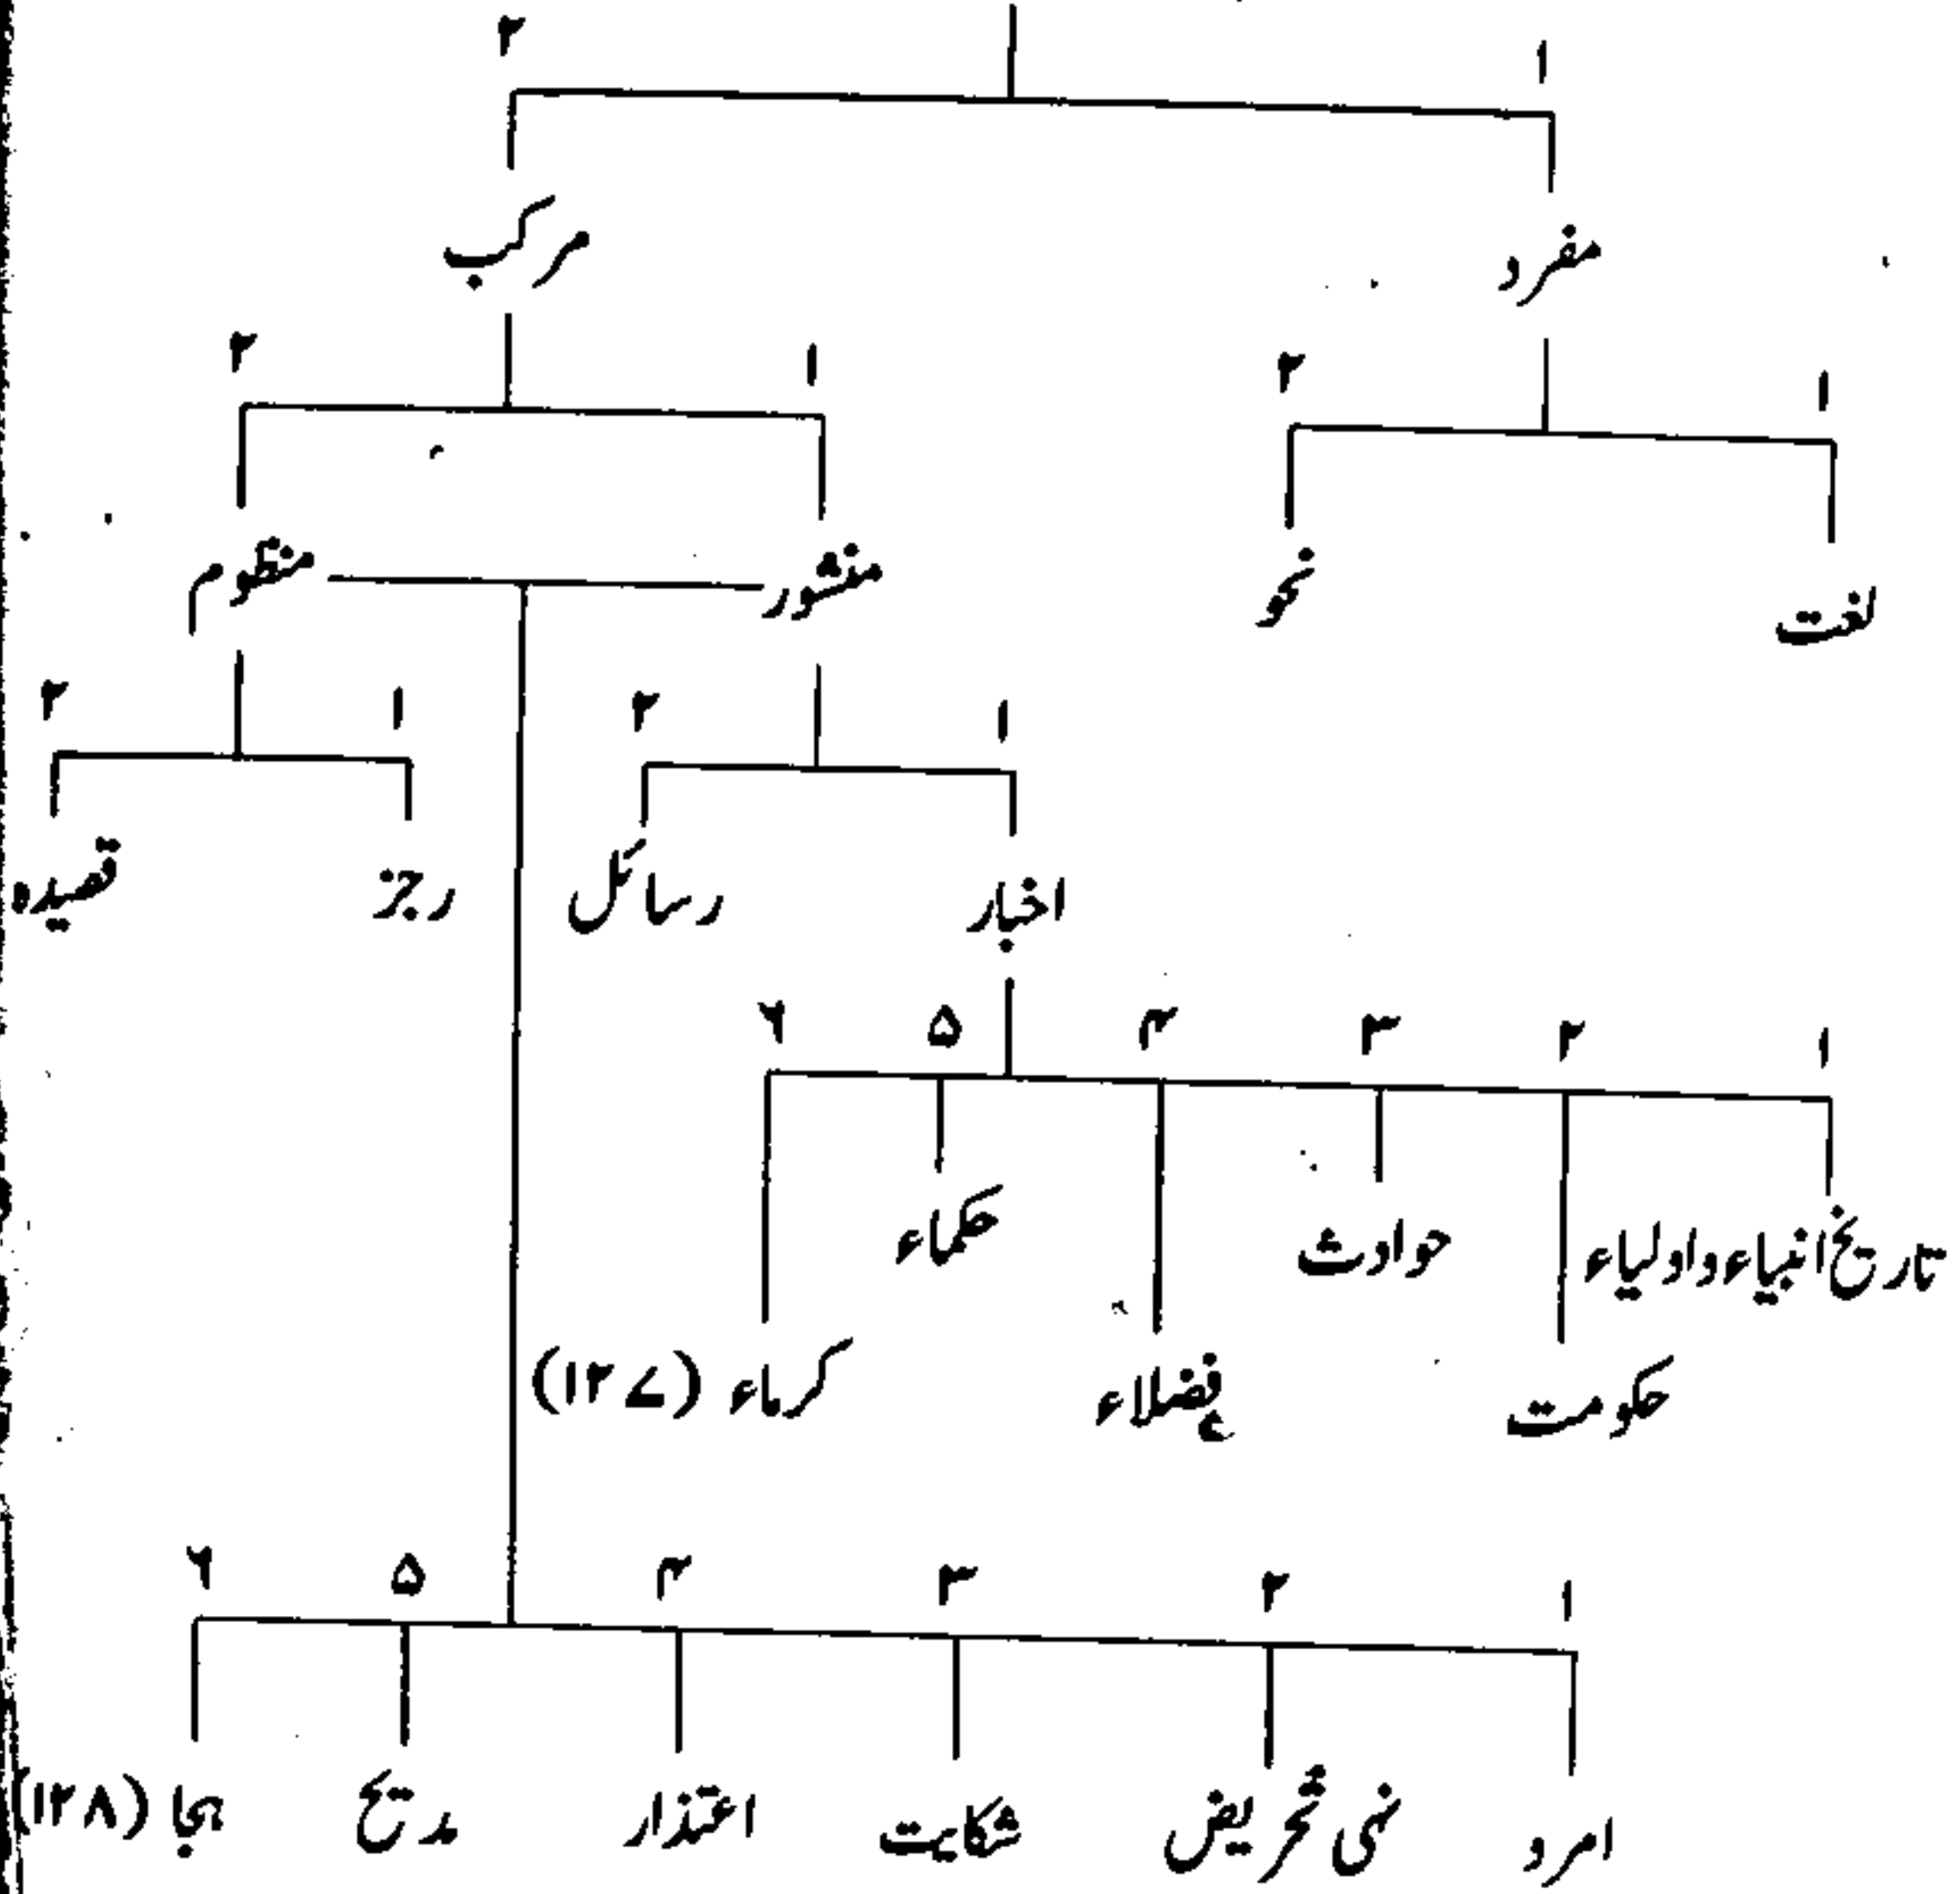 ۱ ۲
مفرد مرکب
۱ ۲ ۱ ۲
لغت نحو منثور منظوم
۱ ۲ ۱ ۲
اخبار رسائل رجز قصیدہ
۱ ۲ ۳ ۴ ۵ ۶
تاریخ انبیاء واولیاء حوادث حکماء
حکومت فضلاء کرماء (۱۲۷)
۱ ۲ ۳ ۴ ۵ ۶
امرو نہی تحریض شکایت اعتذار مدیح ہجا (۱۲۸)